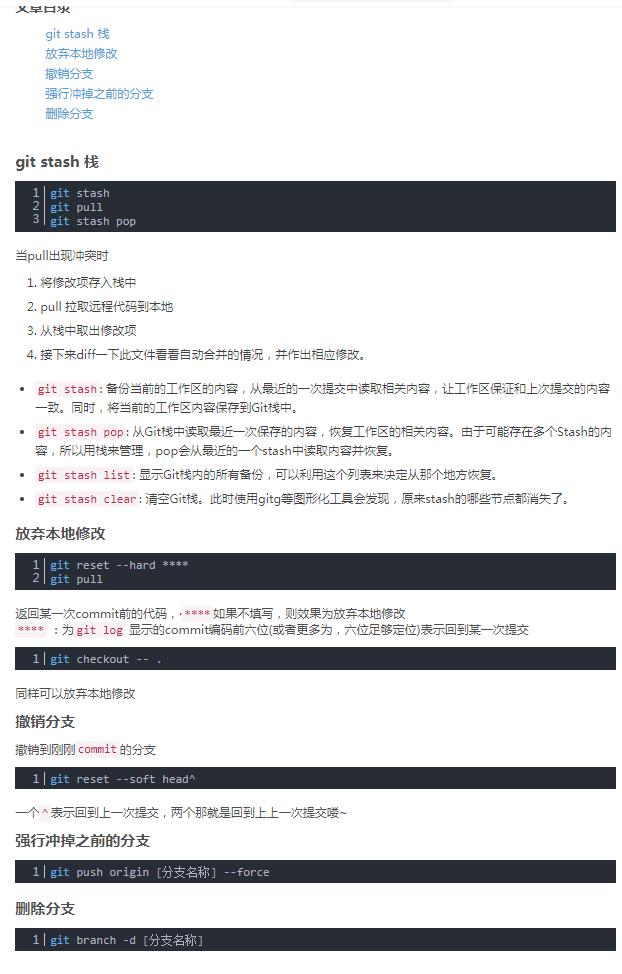 文章目录
git stash 栈
放弃本地修改
撤销分支
强行冲掉之前的分支
删除分支
git stash 栈
1 git stash
2 git pull
3 git stash pop
当pull出现冲突时
1. 将修改项存入栈中
2. pull 拉取远程代码到本地
3. 从栈中取出修改项
4. 接下来diff一下此文件看看自动合并的情况，并作出相应修改。
• git stash: 备份当前的工作区的内容，从最近的一次提交中读取相关内容，让工作区保证和上次提交的内容
一致。同时，将当前的工作区内容保存到Git栈中。
• git stash pop: 从Git栈中读取最近一次保存的内容，恢复工作区的相关内容。由于可能存在多个Stash的内
容，所以用栈来管理，pop会从最近的一个stash中读取内容并恢复。
• git stash list: 显示Git栈内的所有备份，可以利用这个列表来决定从那个地方恢复。
• git stash clear: 清空Git栈。此时使用gitg等图形化工具会发现，原来stash的哪些节点都消失了。
放弃本地修改
1 git reset --hard ****
2 git pull
返回某一次commit前的代码，·****如果不填写，则效果为放弃本地修改
**** ：为 git log 显示的commit编码前六位(或者更多为，六位足够定位)表示回到某一次提交
1 git checkout -- .
同样可以放弃本地修改
撤销分支
撤销到刚刚commit的分支
1 git reset --soft head^
一个^表示回到上一次提交，两个那就是回到上上一次提交喽~
强行冲掉之前的分支
1 git push origin [分支名称] --force
删除分支
1 git branch -d [分支名称]